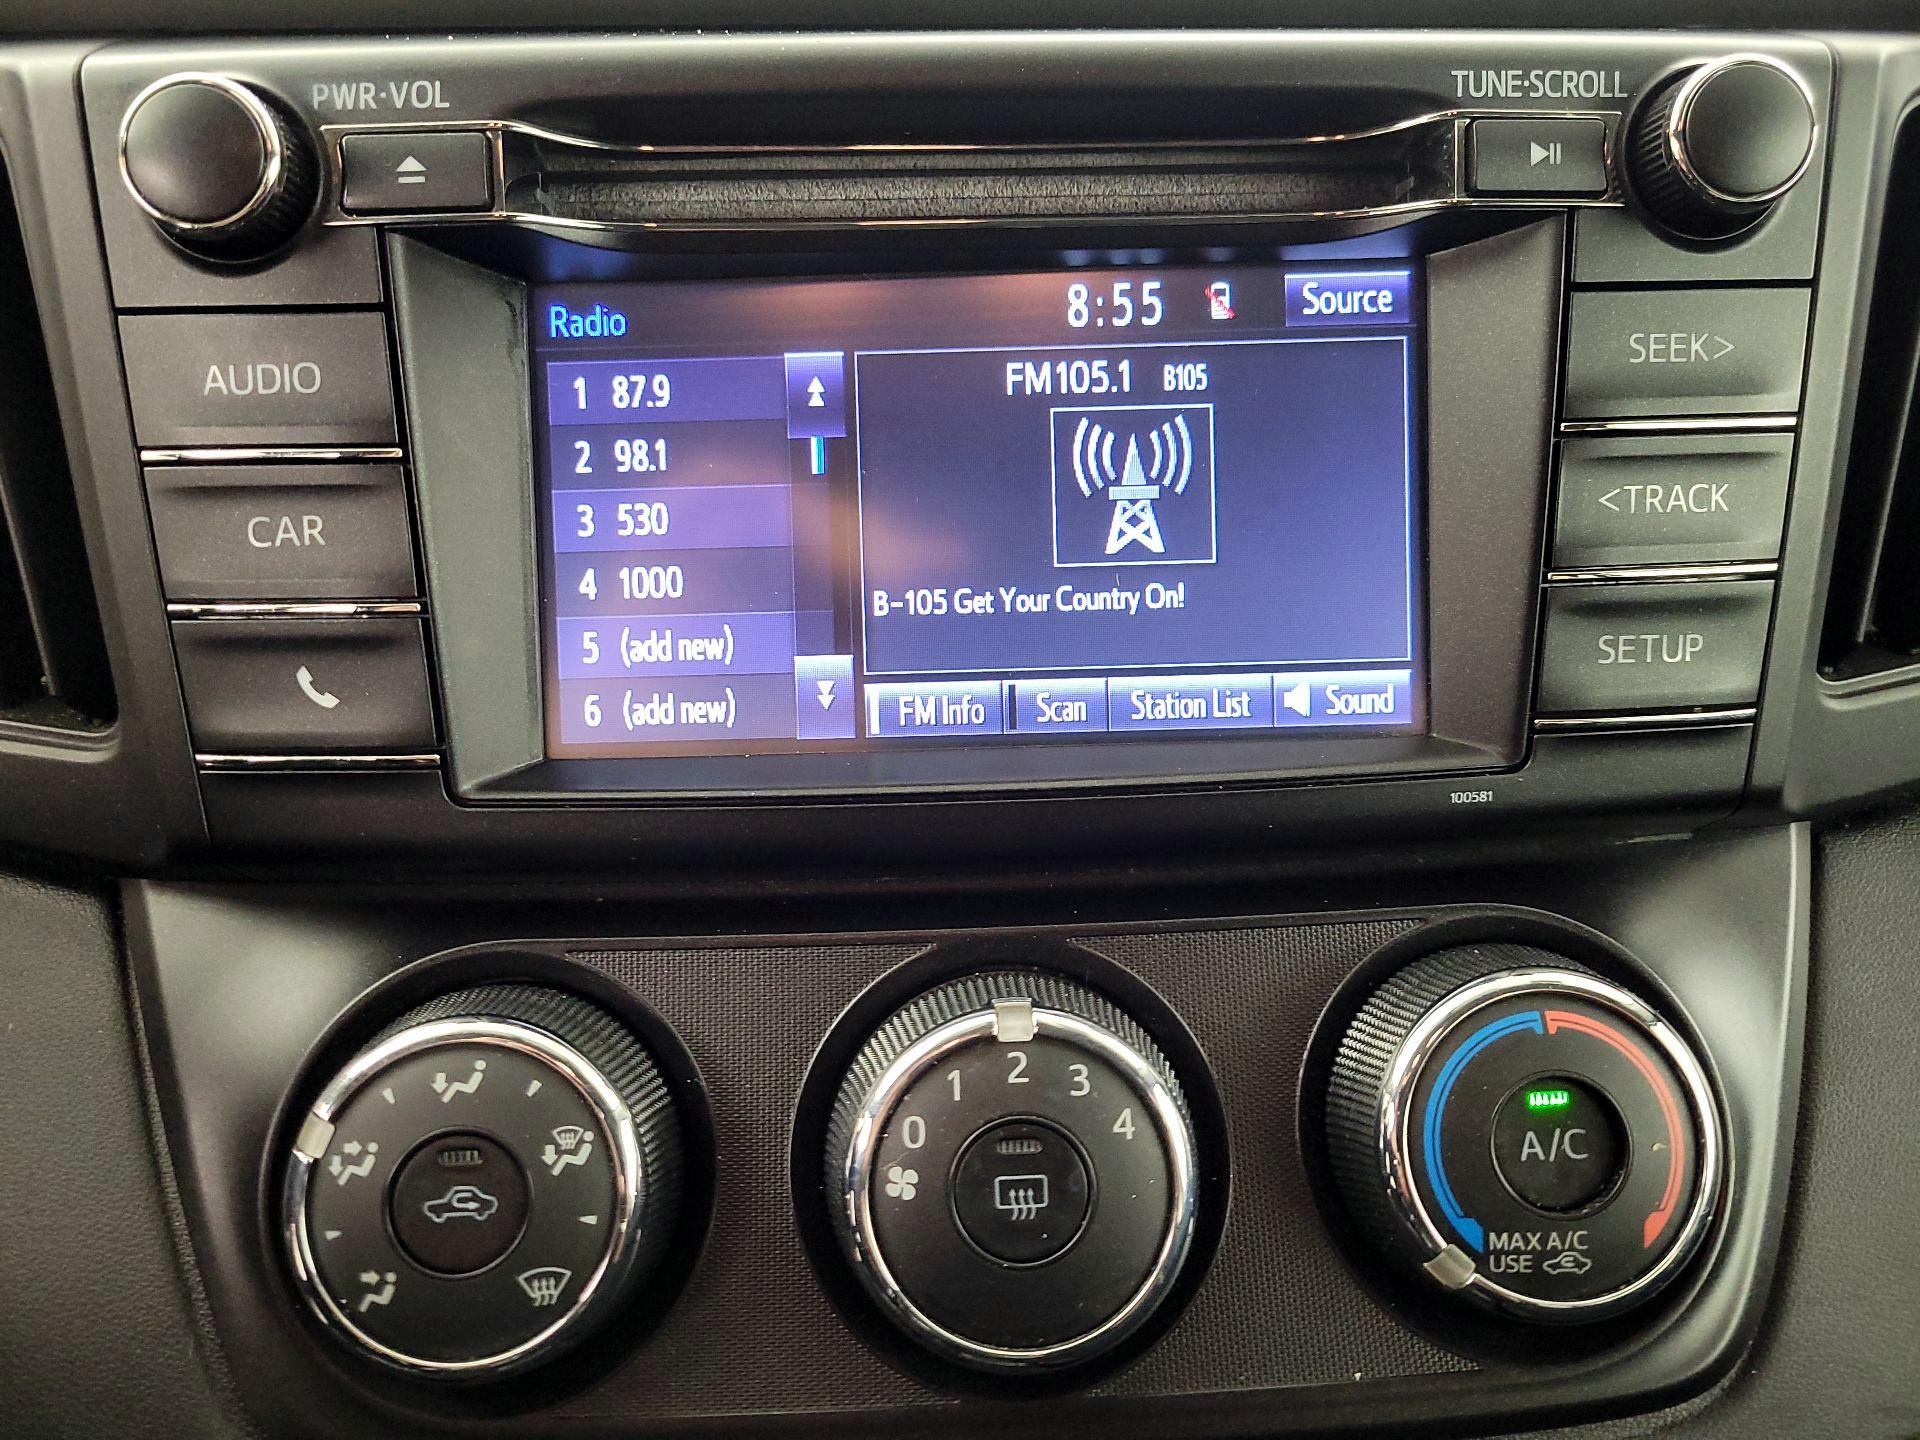 PWR·VOL
TUNE·SCROLL
Radio
8:55
Source
AUDIO
SEEK>
1 87.9
FM105.1 B105
2 98.1
3 530
<TRACK
CAR
4 1000
B-105 Get Your Country On!
5 (add new)
SETUP
6 (add new)
FM Info
Scan
Station List
Sound
100581
0 1 2 3 4
A/C
MAX A/C
USE